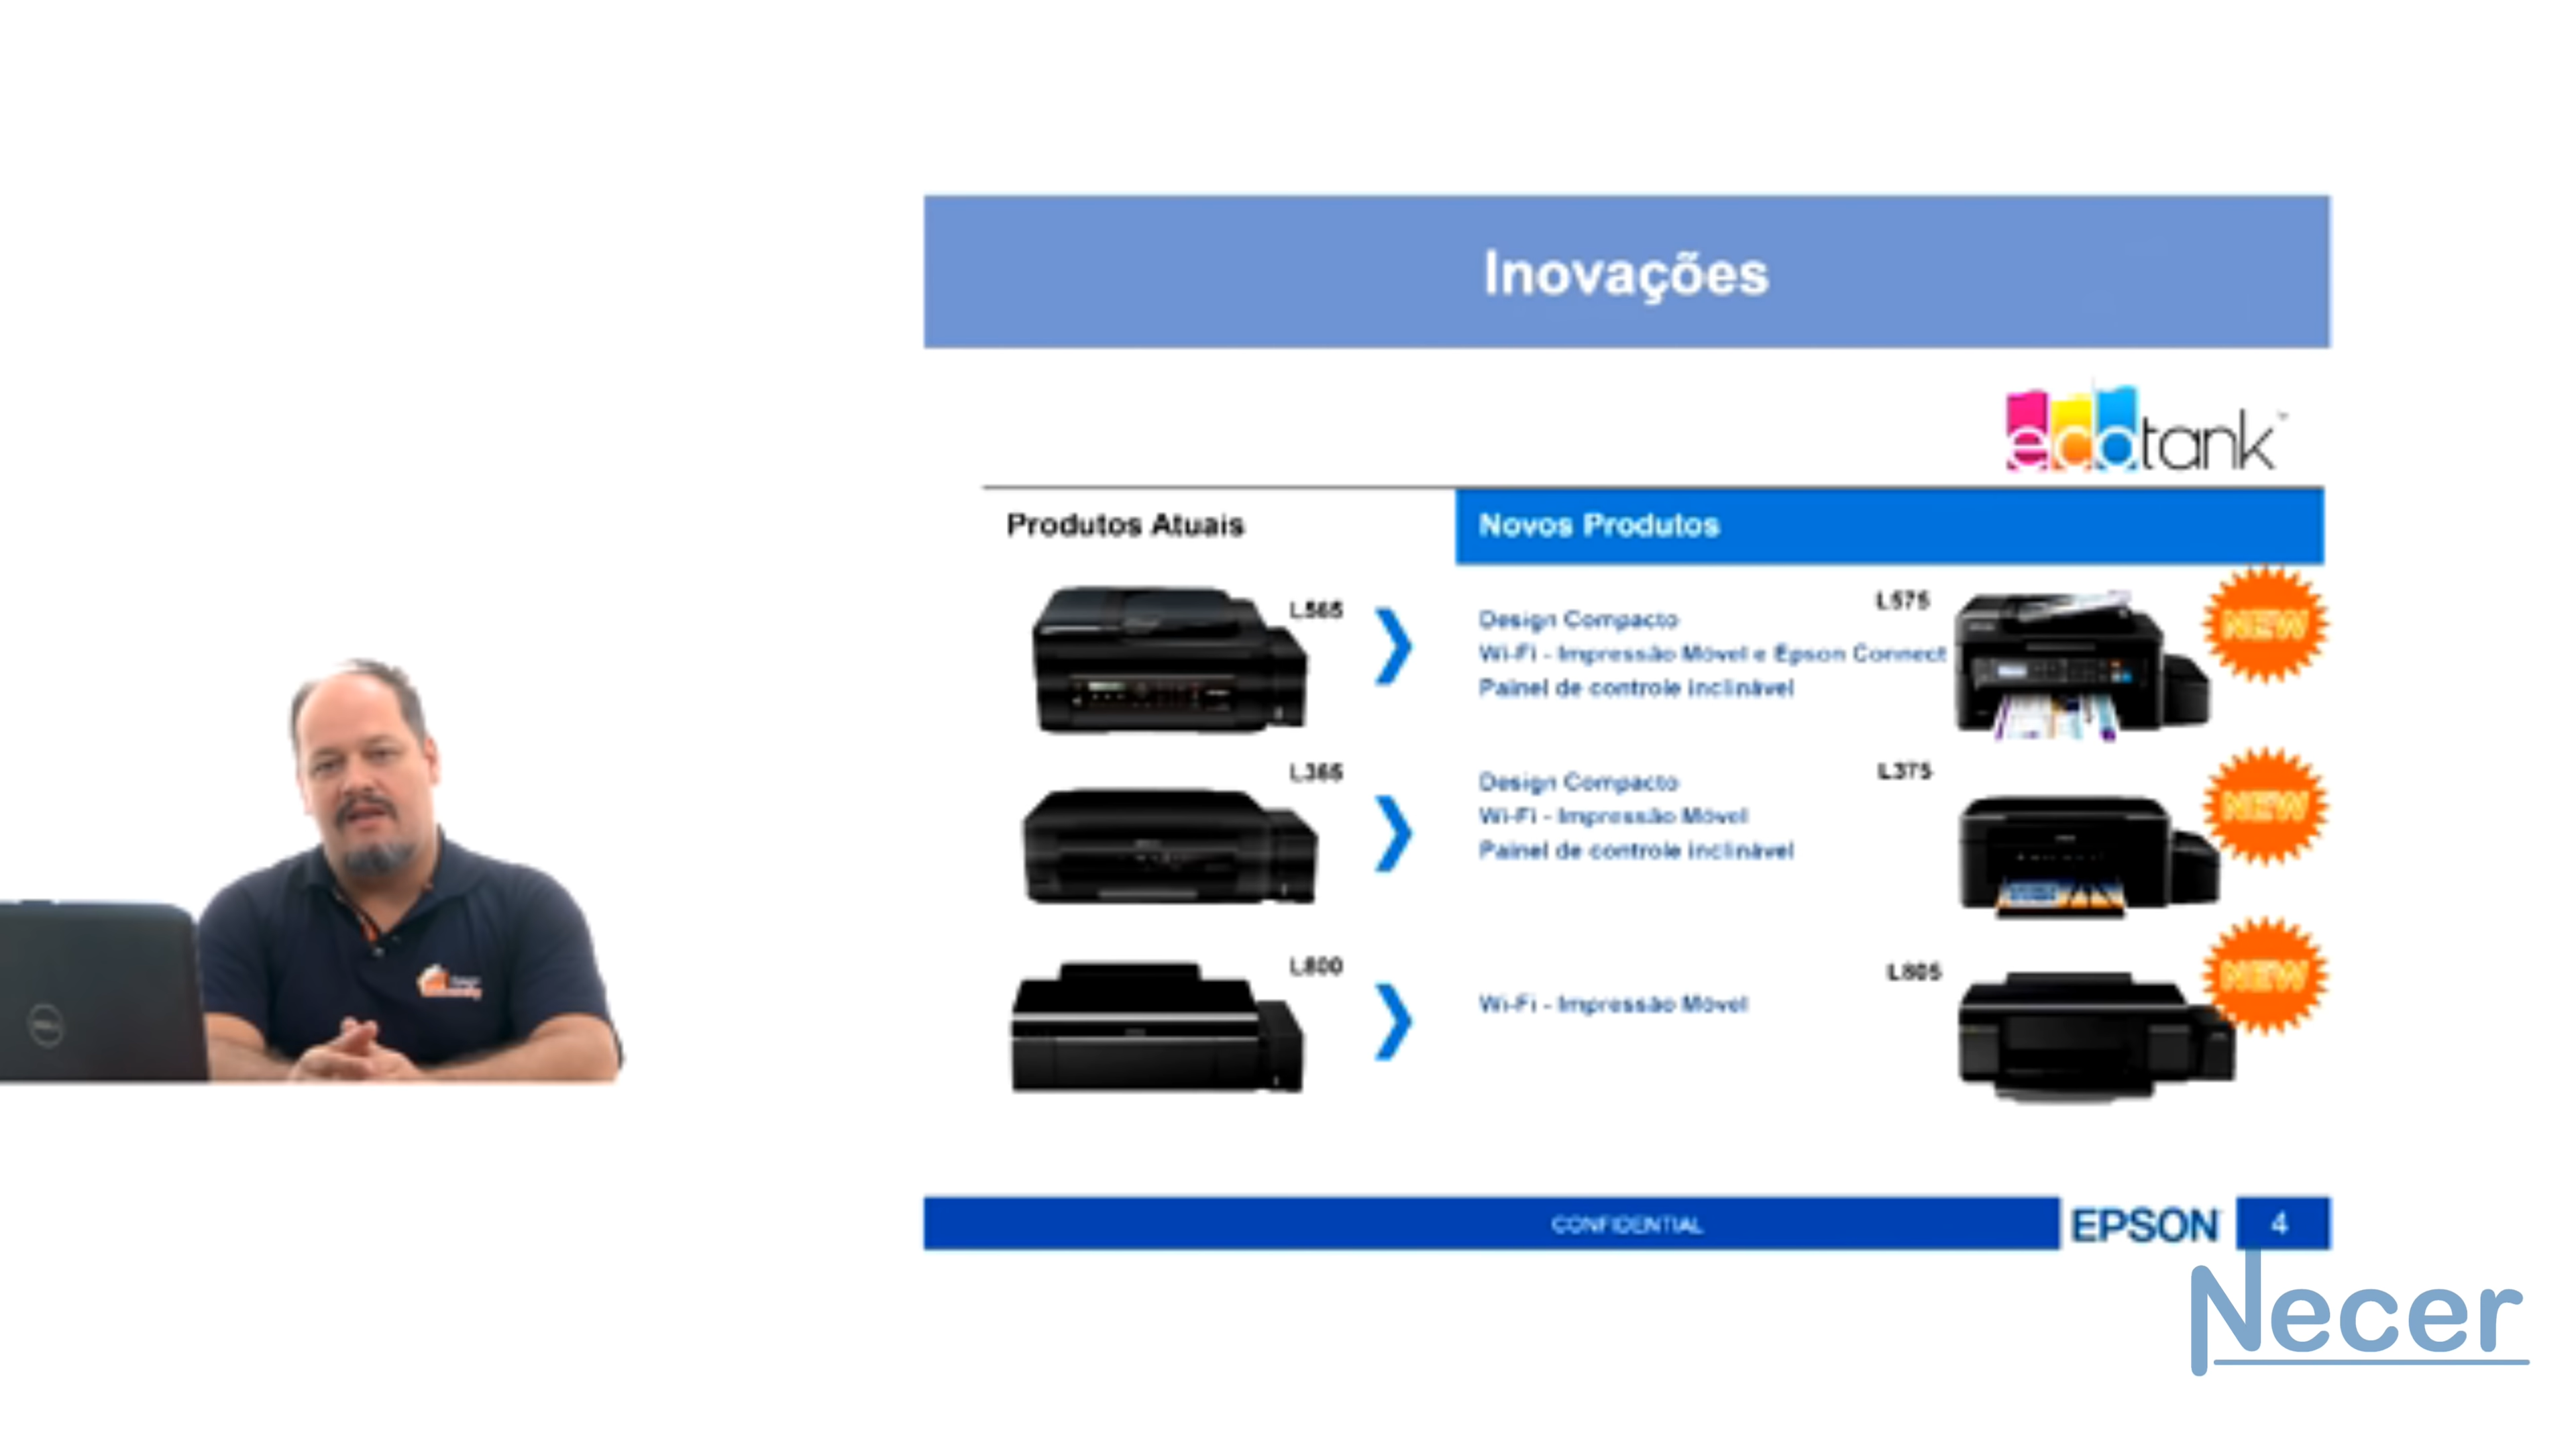 Inovações
ecotank
Produtos Atuais
Novos Produtos
L565
Design Compacto
Wi-Fi - Impressão Móvel e Epson Connect
Painel de controle inclinável
L575
NEW
L365
Design Compacto
Wi-Fi - Impressão Móvel
Painel de controle inclinável
L375
NEW
L800
Wi-Fi - Impressão Móvel
L805
NEW
CONFIDENTIAL
EPSON
4
Necer
DELL